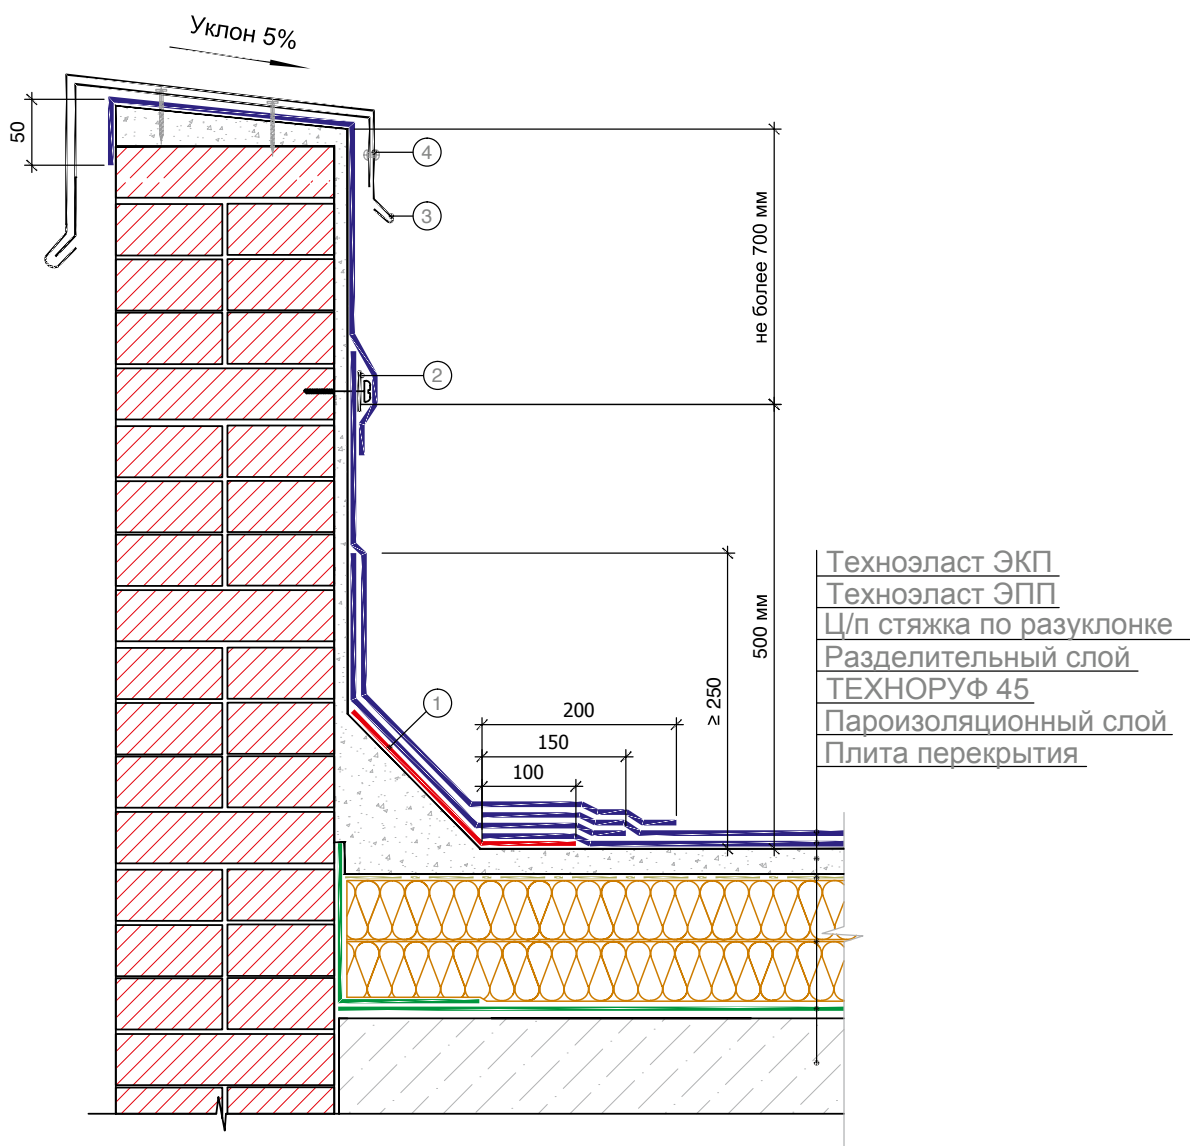 Уклон 5%
50
4
3
не более 700 мм
2
500 мм
≥ 250
1
200
150
100
Техноэласт ЭКП
Техноэласт ЭПП
Ц/п стяжка по разуклонке
Разделительный слой
ТЕХНОРУФ 45
Пароизоляционный слой
Плита перекрытия